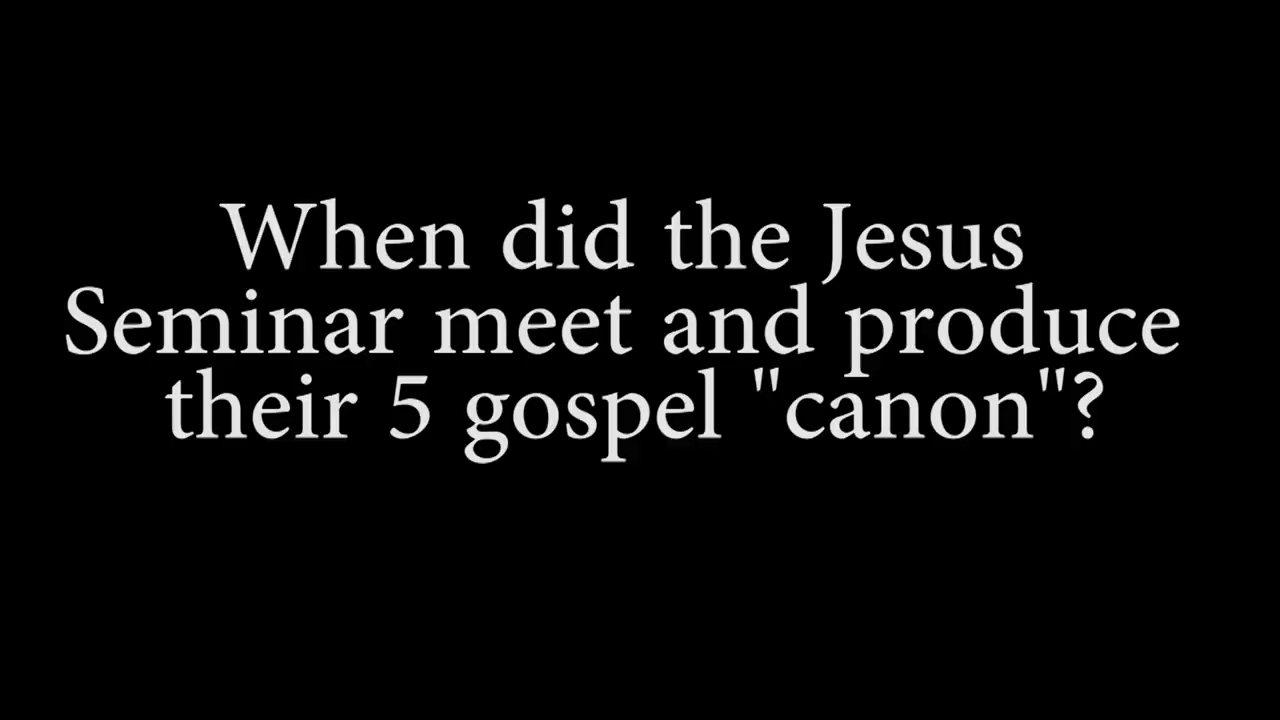 When did the Jesus
Seminar meet and produce
their 5 gospel "canon"?